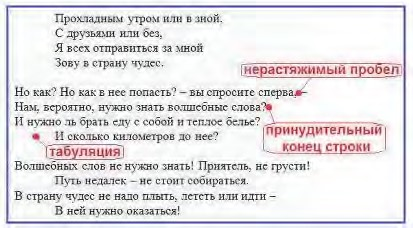 Прохладным утром или в зной.
С друзьями или без,
Я всех отправиться за мной
Зову в страну чудес.
нерастяжимый пробел
Но как? Но как в нее попасть? – вы спросите сперва. –
Нам, вероятно, нужно знать волшебные слова?
И нужно ль брать еду с собой и теплое белье?
принудительный
конец строки
И сколько километров до нее?
табуляция
Волшебных слов не нужно знать! Приятель, не грусти!
Путь недалек – не стоит собираться.
В страну чудес не надо плыть, лететь или идти –
В ней нужно оказаться!